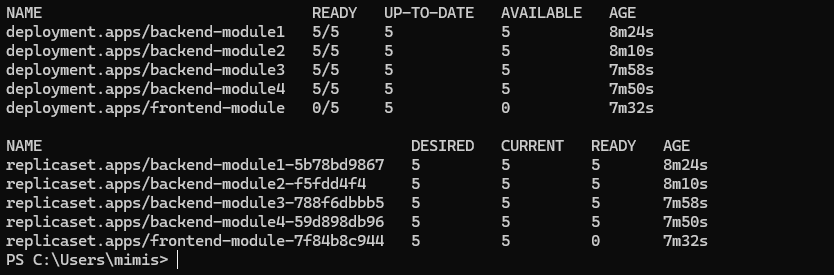 NAME READY UP-TO-DATE AVAILABLE AGE
deployment.apps/backend-module1 5/5 5 5 8m24s
deployment.apps/backend-module2 5/5 5 5 8m10s
deployment.apps/backend-module3 5/5 5 5 7m58s
deployment.apps/backend-module4 5/5 5 5 7m50s
deployment.apps/frontend-module 0/5 5 0 7m32s
NAME DESIRED CURRENT READY AGE
replicaset.apps/backend-module1-5b78bd9867 5 5 5 8m24s
replicaset.apps/backend-module2-f5fdd4f4 5 5 5 8m10s
replicaset.apps/backend-module3-788f6dbbb5 5 5 5 7m58s
replicaset.apps/backend-module4-59d898db96 5 5 5 7m50s
replicaset.apps/frontend-module-7f84b8c944 5 5 0 7m32s
PS C:\Users\mimis>